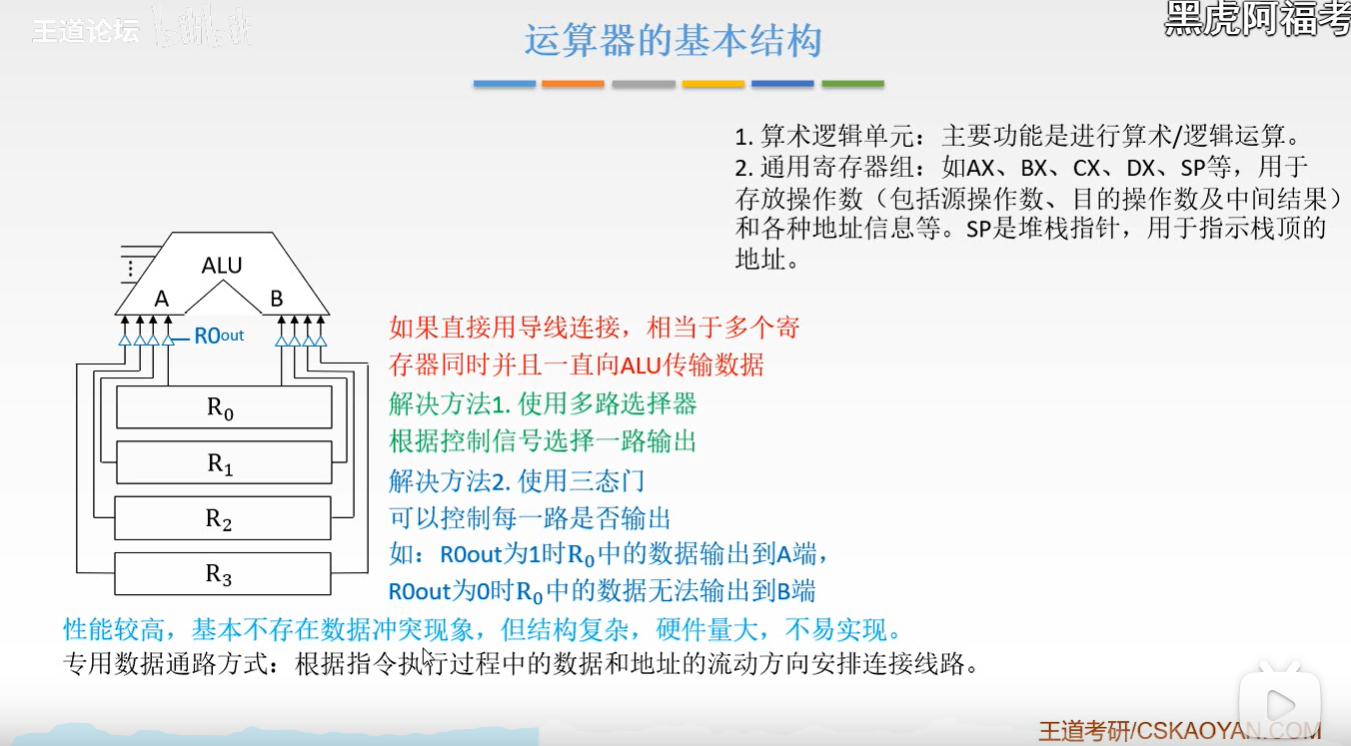 王道论坛 bilibili
黑虎阿福考
运算器的基本结构
1. 算术逻辑单元：主要功能是进行算术/逻辑运算。
2. 通用寄存器组：如AX、BX、CX、DX、SP等，用于
存放操作数（包括源操作数、目的操作数及中间结果）
和各种地址信息等。SP是堆栈指针，用于指示栈顶的
地址。
ALU
A
B
R0out
R₀
R₁
R₂
R₃
如果直接用导线连接，相当于多个寄
存器同时并且一直向ALU传输数据
解决方法1. 使用多路选择器
根据控制信号选择一路输出
解决方法2. 使用三态门
可以控制每一路是否输出
如：R0out为1时R₀中的数据输出到A端，
R0out为0时R₀中的数据无法输出到B端
性能较高，基本不存在数据冲突现象，但结构复杂，硬件量大，不易实现。
专用数据通路方式：根据指令执行过程中的数据和地址的流动方向安排连接线路。
王道考研/CSKAOYAN.COM